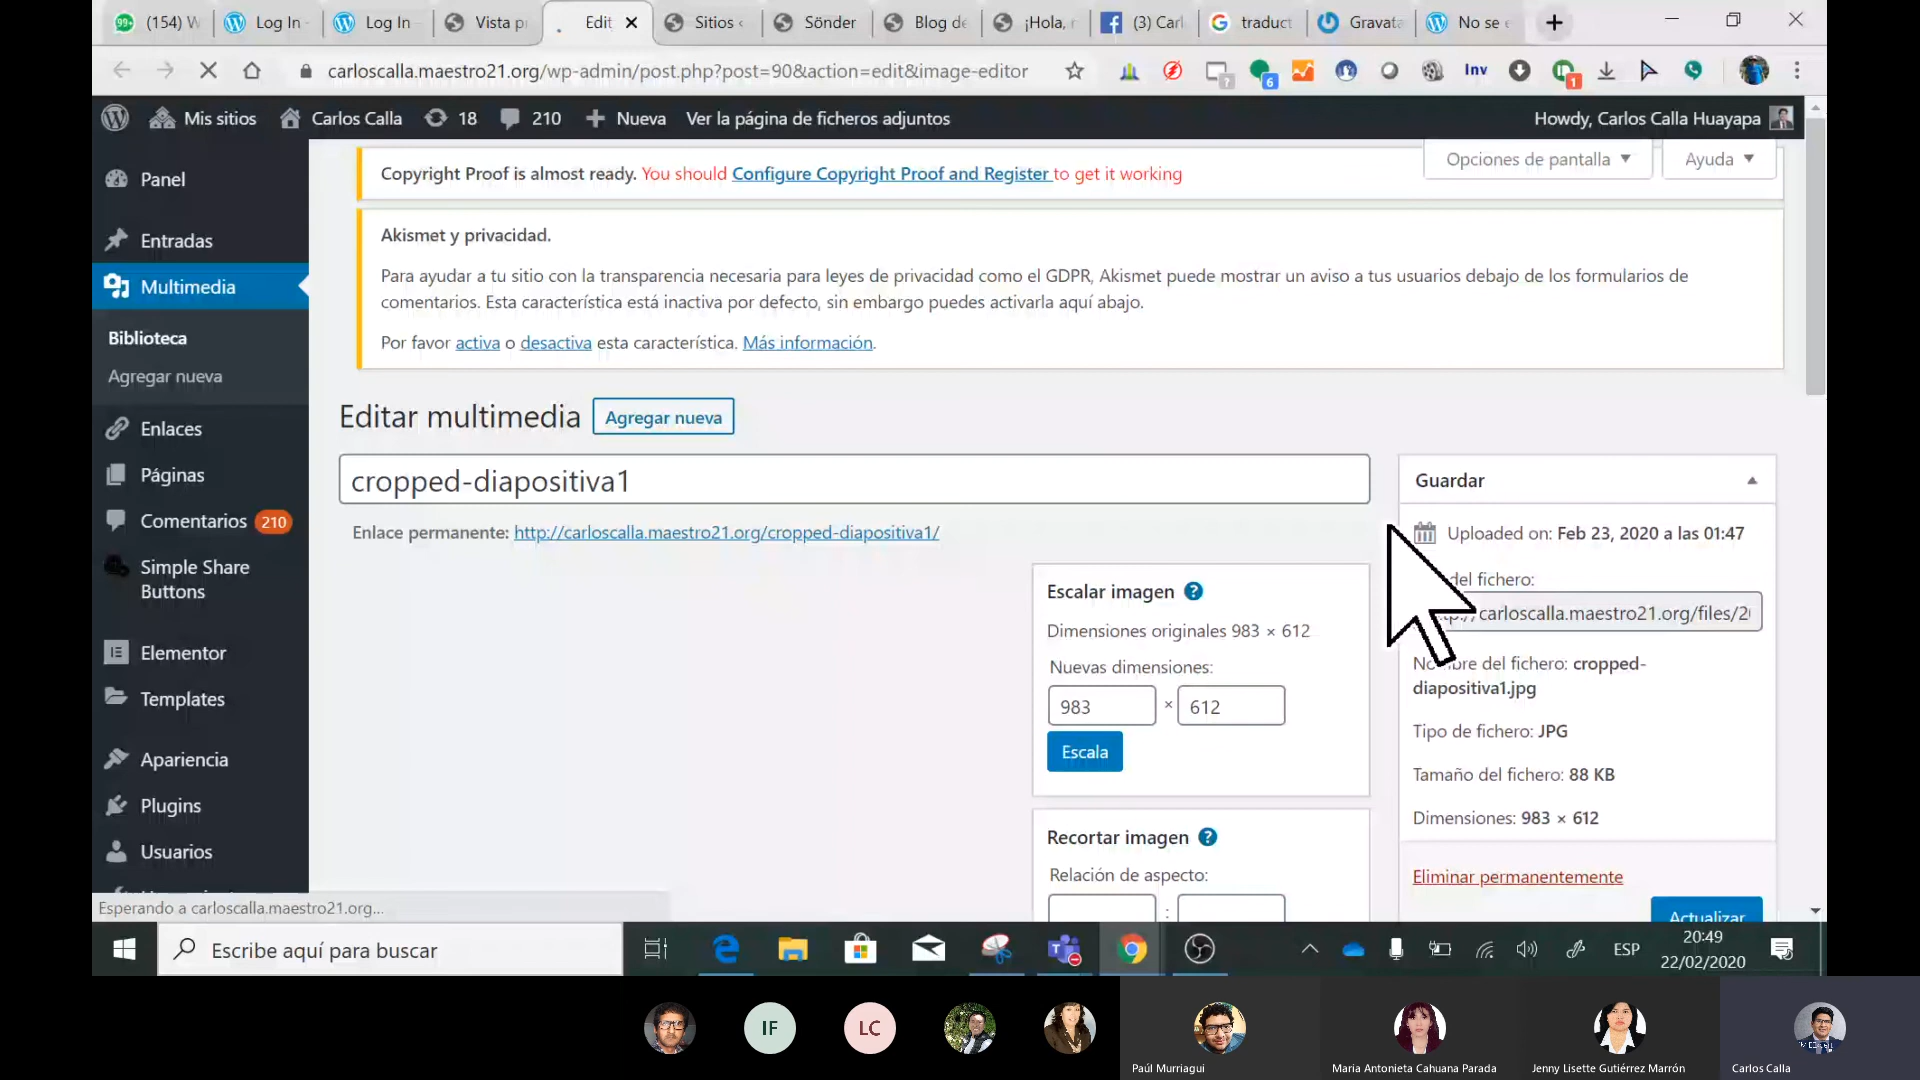 (154) W
Log In
Log In
Vista pr
Edit
Sitios ‹
Sönder
Blog de
¡Hola,
(3) Carl
traduct
Gravata
No se e
carloscalla.maestro21.org/wp-admin/post.php?post=90&action=edit&image-editor
Inv
Mis sitios
Carlos Calla
18
210
Nueva
Ver la página de ficheros adjuntos
Howdy, Carlos Calla Huayapa
Panel
Entradas
Multimedia
Biblioteca
Agregar nueva
Enlaces
Páginas
Comentarios 210
Simple Share
Buttons
Elementor
Templates
Apariencia
Plugins
Usuarios
Esperando a carloscalla.maestro21.org...
Opciones de pantalla
Ayuda
Copyright Proof is almost ready. You should Configure Copyright Proof and Register to get it working
Akismet y privacidad.
Para ayudar a tu sitio con la transparencia necesaria para leyes de privacidad como el GDPR, Akismet puede mostrar un aviso a tus usuarios debajo de los formularios de
comentarios. Esta característica está inactiva por defecto, sin embargo puedes activarla aquí abajo.
Por favor activa o desactiva esta característica. Más información.
Editar multimedia
Agregar nueva
cropped-diapositiva1
Enlace permanente: http://carloscalla.maestro21.org/cropped-diapositiva1/
Escalar imagen
Dimensiones originales 983 × 612
Nuevas dimensiones:
983 × 612
Escala
Recortar imagen
Relación de aspecto:
:
Guardar
Uploaded on: Feb 23, 2020 a las 01:47
del fichero:
carloscalla.maestro21.org/files/2
Nombre del fichero: cropped-
diapositiva1.jpg
Tipo de fichero: JPG
Tamaño del fichero: 88 KB
Dimensiones: 983 × 612
Eliminar permanentemente
Actualizar
Escribe aquí para buscar
ESP
20:49
22/02/2020
IF
LC
Paúl Murriagui
Maria Antonieta Cahuana Parada
Jenny Lisette Gutiérrez Marrón
Carlos Calla